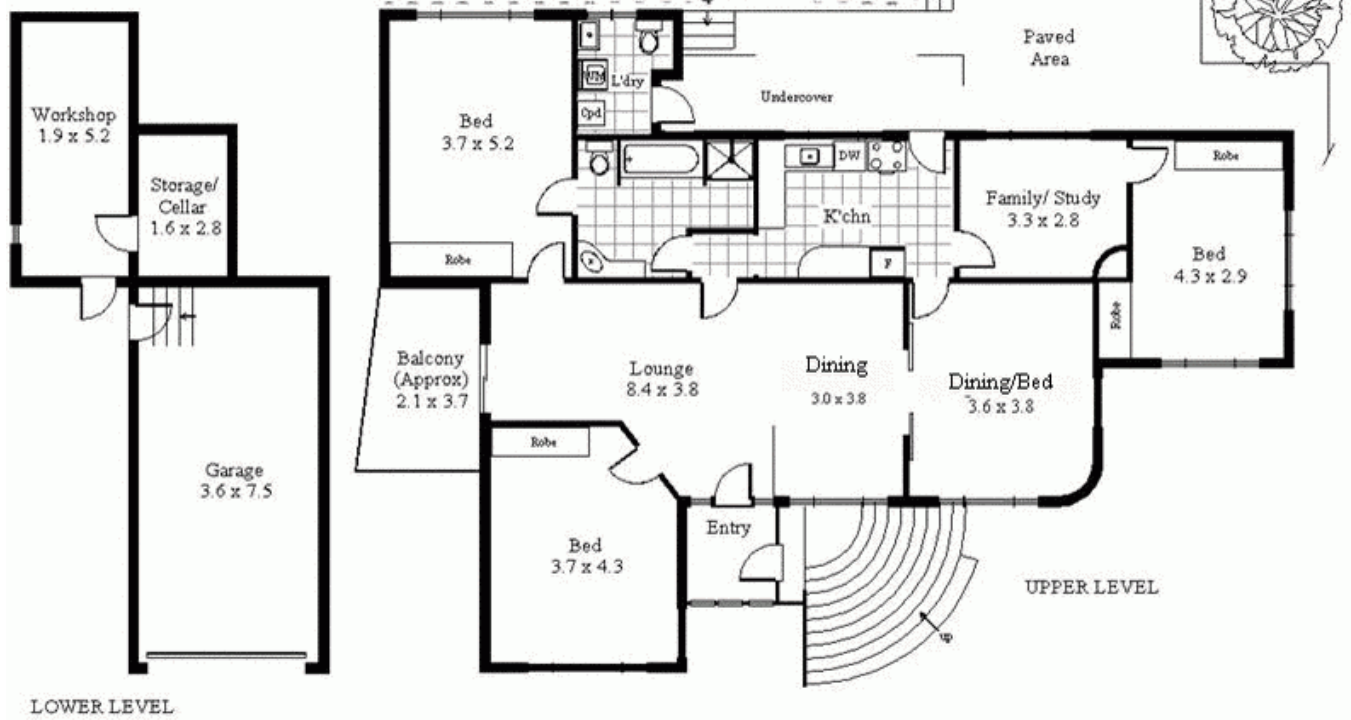 Workshop
1.9 x 5.2
Storage/
Cellar
1.6 x 2.8
Garage
3.6 x 7.5
LOWER LEVEL
Bed
3.7 x 5.2
Robe
WM
L'dry
Cpd
Undercover
Paved
Area
DW
K'chn
F
Family/ Study
3.3 x 2.8
Robe
Bed
4.3 x 2.9
Robe
Balcony
(Approx)
2.1 x 3.7
Lounge
8.4 x 3.8
Dining
3.0 x 3.8
Dining/Bed
3.6 x 3.8
Robe
Bed
3.7 x 4.3
Entry
up
UPPER LEVEL